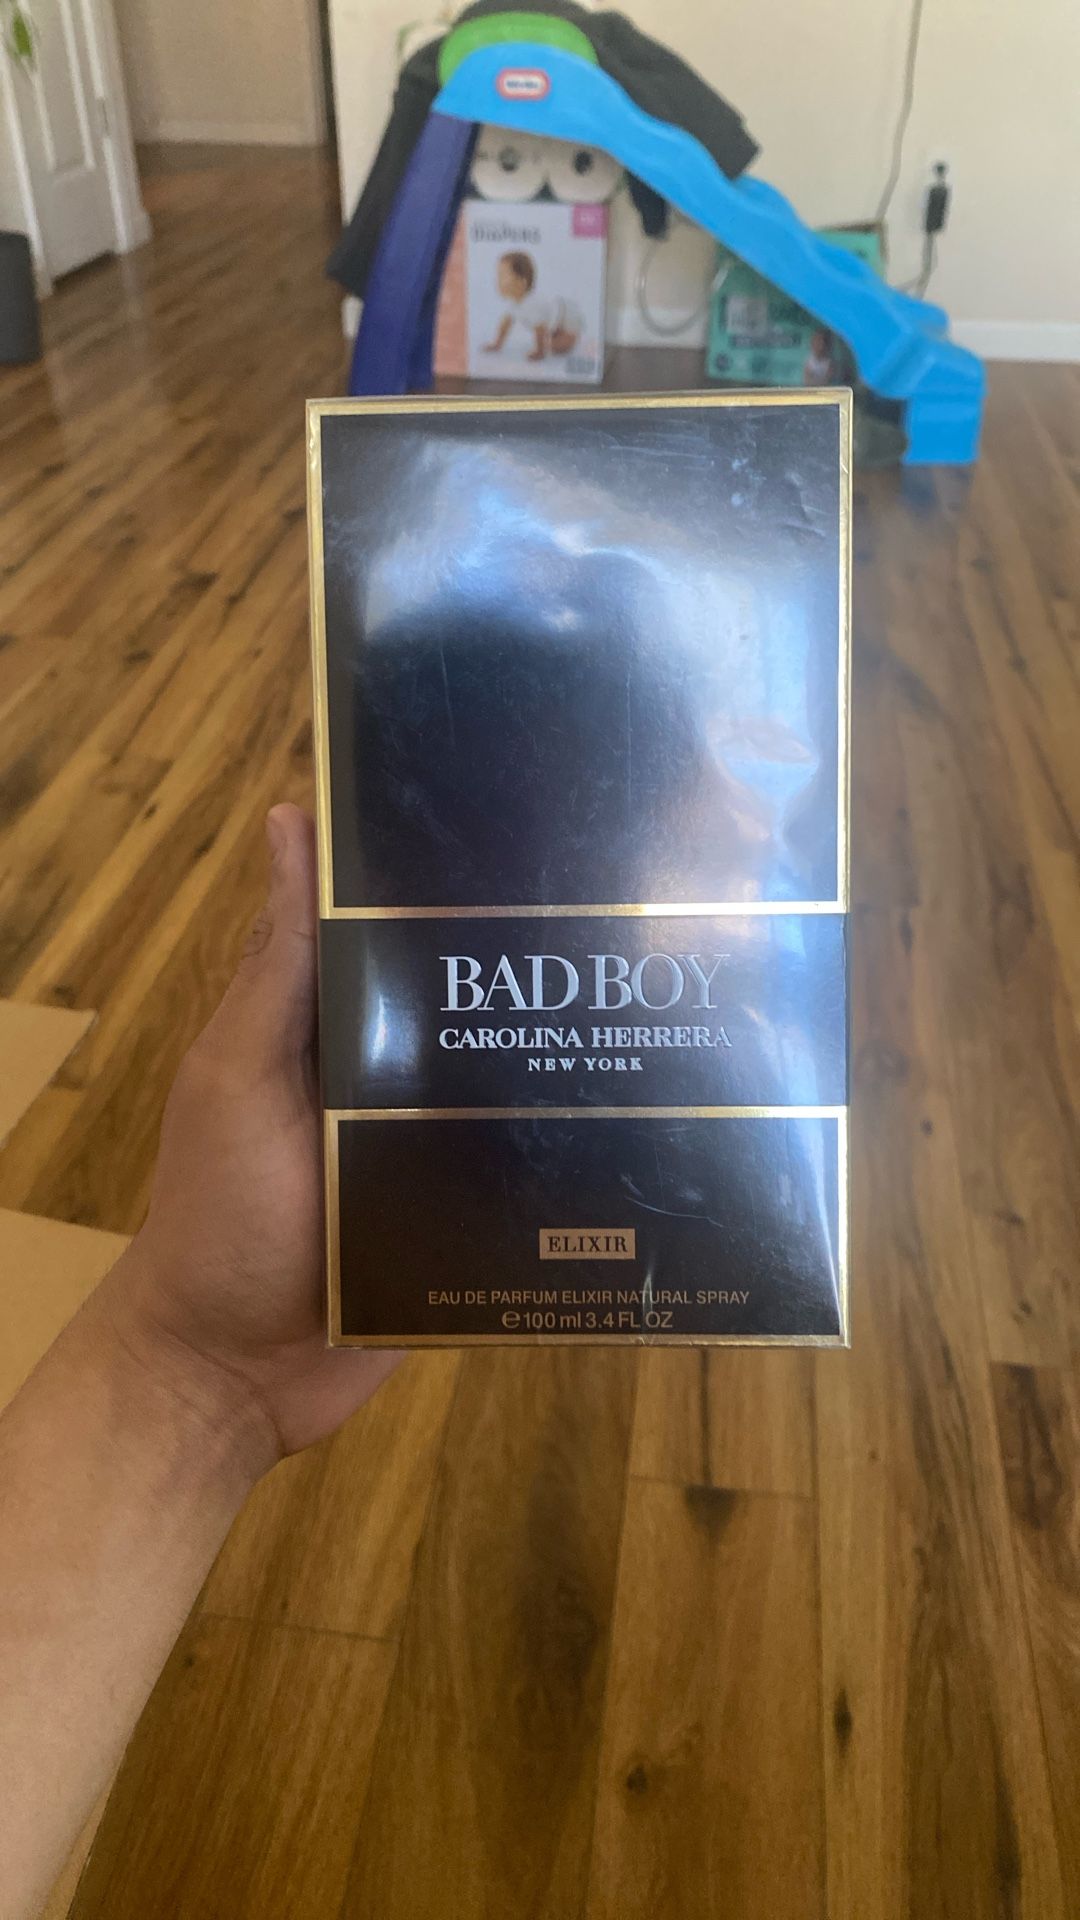 DIAPERS
BAD BOY
CAROLINA HERRERA
NEW YORK
ELIXIR
EAU DE PARFUM ELIXIR NATURAL SPRAY
℮100 ml 3.4 FL OZ